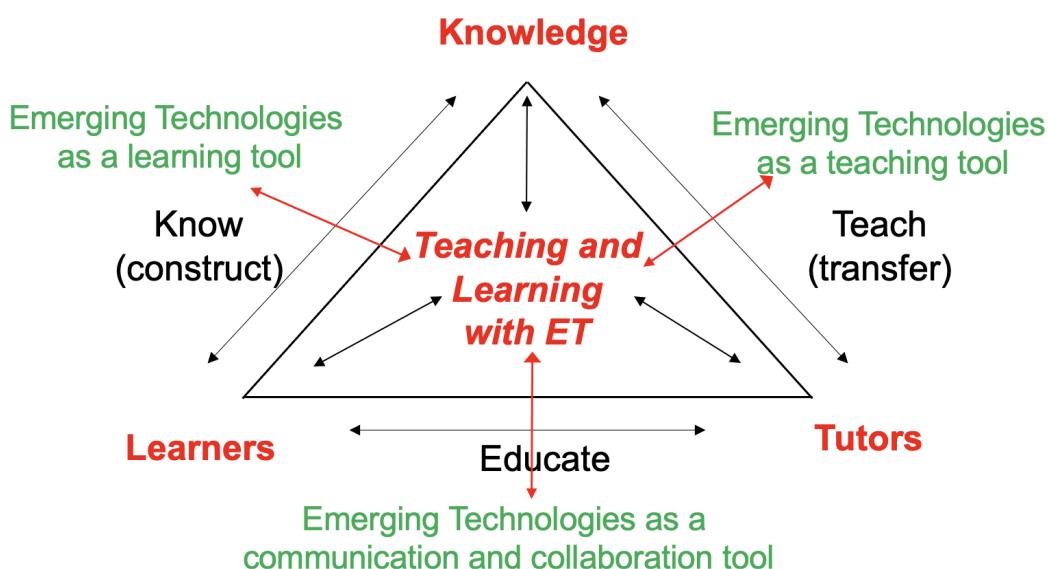 Knowledge
Emerging Technologies
as a learning tool
Emerging Technologies
as a teaching tool
Know
(construct)
Teaching and
Learning
with ET
Teach
(transfer)
Learners
Educate
Tutors
Emerging Technologies as a
communication and collaboration tool